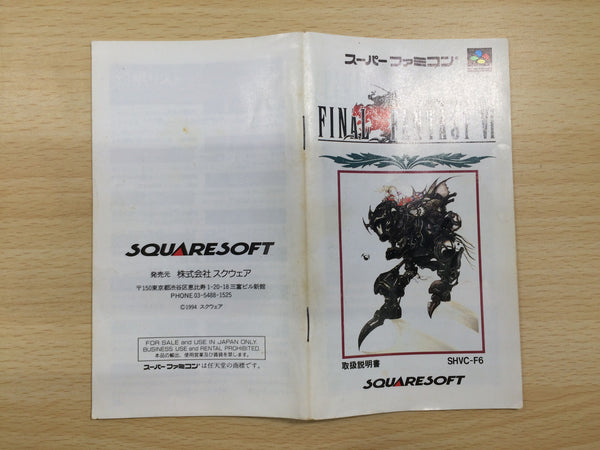 SQUARESOFT
発売元 株式会社 スクウェア
〒150東京都渋谷区恵比寿1-20-18 三富ビル新館
PHONE 03-5488-1525
©1994 スクウェア
FOR SALE and USE IN JAPAN ONLY.
BUSINESS USE and RENTAL PROHIBITED.
本品の輸出、使用営業及び賃貸を禁じます。
スーパーファミコン®は任天堂の商標です。
スーパーファミコン®
FINAL FANTASY VI
取扱説明書
SHVC-F6
SQUARESOFT